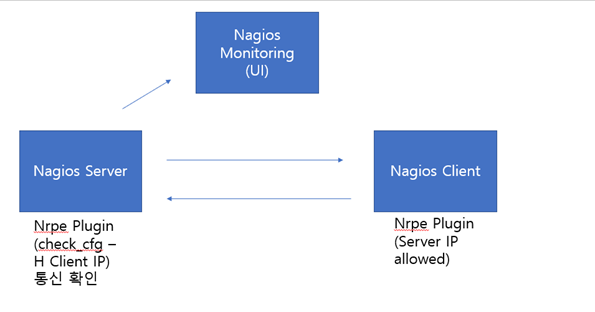 Nagios
Monitoring
(UI)
Nagios Server
Nagios Client
Nrpe Plugin
(check_cfg –
H Client IP)
통신 확인
Nrpe Plugin
(Server IP
allowed)